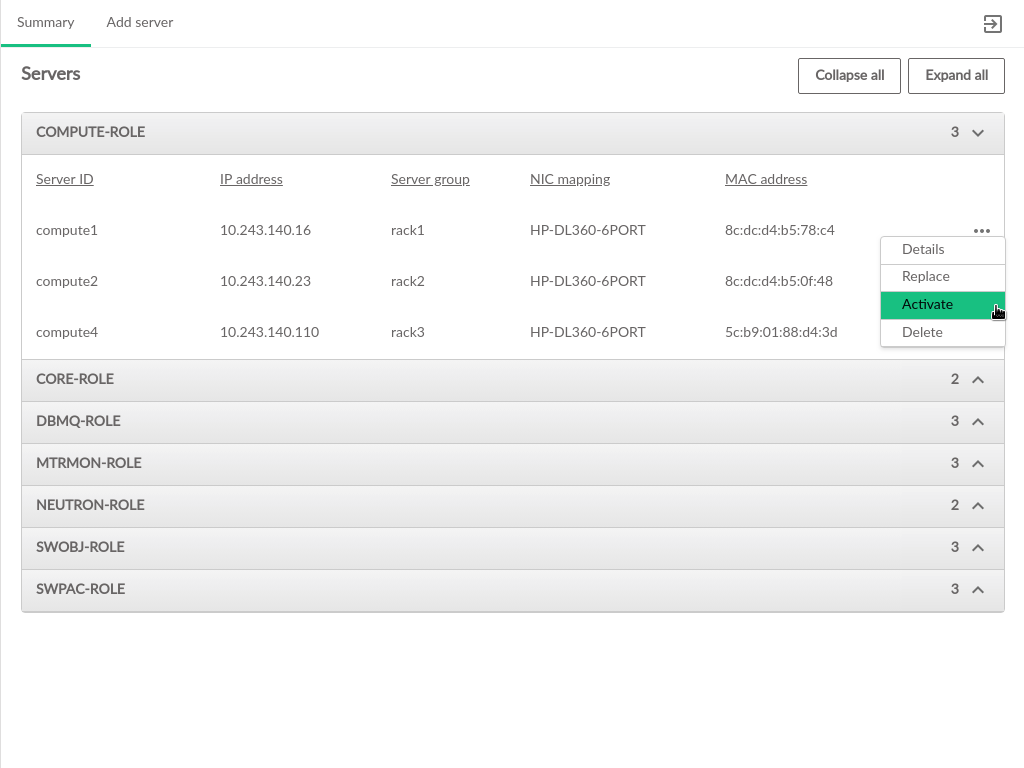 Summary Add server
Servers Collapse all Expand all
COMPUTE-ROLE 3
Server ID IP address Server group NIC mapping MAC address
compute1 10.243.140.16 rack1 HP-DL360-6PORT 8c:dc:d4:b5:78:c4
Details
compute2 10.243.140.23 rack2 HP-DL360-6PORT 8c:dc:d4:b5:0f:48
Replace
Activate
compute4 10.243.140.110 rack3 HP-DL360-6PORT 5c:b9:01:88:d4:3d
Delete
CORE-ROLE 2
DBMQ-ROLE 3
MTRMON-ROLE 3
NEUTRON-ROLE 2
SWOBJ-ROLE 3
SWPAC-ROLE 3